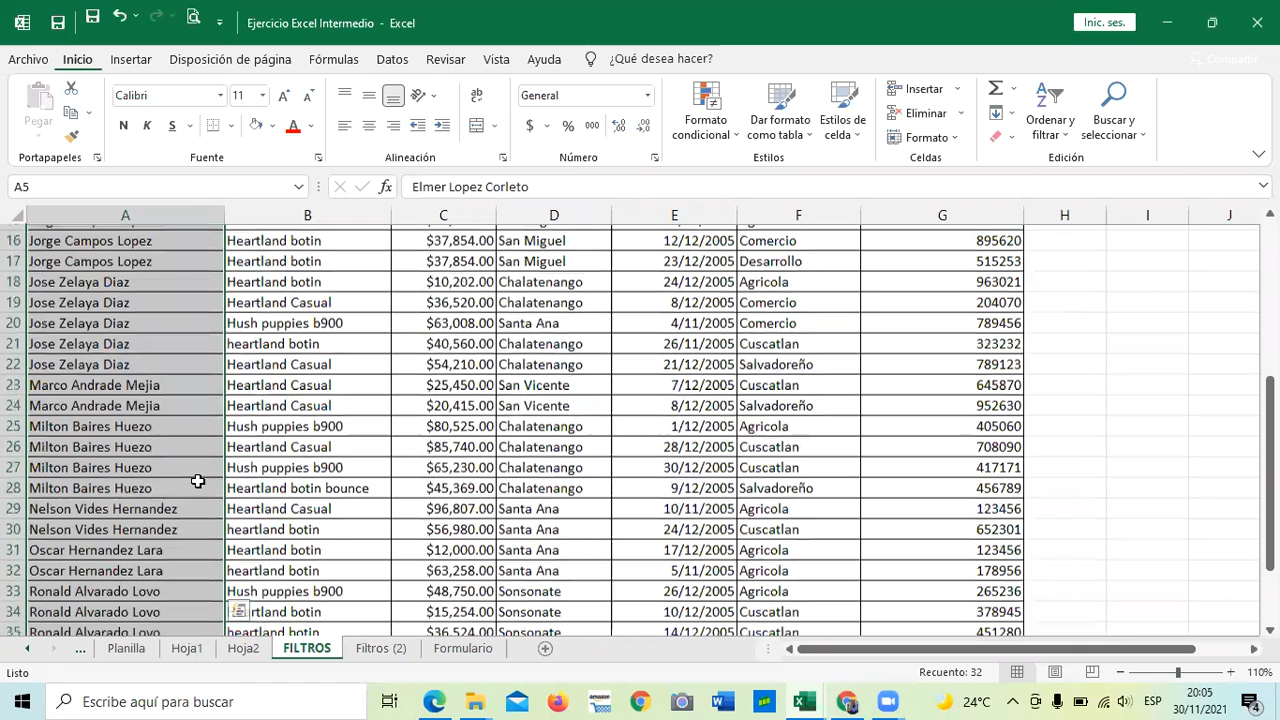 Ejercicio Excel Intermedio - Excel
Inic. ses.
Archivo Inicio Insertar Disposición de página Fórmulas Datos Revisar Vista Ayuda ¿Qué desea hacer? Compartir
Pegar
Calibri 11
N K S
General
$ % 000
Formato condicional
Dar formato como tabla
Estilos de celda
Insertar
Eliminar
Formato
Ordenar y filtrar
Buscar y seleccionar
Portapapeles Fuente Alineación Número Estilos Celdas Edición
A5 fx Elmer Lopez Corleto
A B C D E F G H I J
16 Jorge Campos Lopez Heartland botin $37,854.00 San Miguel 12/12/2005 Comercio 895620
17 Jorge Campos Lopez Heartland botin $37,854.00 San Miguel 23/12/2005 Desarrollo 515253
18 Jose Zelaya Diaz Heartland botin $10,202.00 Chalatenango 24/12/2005 Agricola 963021
19 Jose Zelaya Diaz Heartland Casual $36,520.00 Chalatenango 8/12/2005 Comercio 204070
20 Jose Zelaya Diaz Hush puppies b900 $63,008.00 Santa Ana 4/11/2005 Comercio 789456
21 Jose Zelaya Diaz heartland botin $40,560.00 Chalatenango 26/11/2005 Cuscatlan 323232
22 Jose Zelaya Diaz Heartland Casual $54,210.00 Chalatenango 21/12/2005 Salvadoreño 789123
23 Marco Andrade Mejia Heartland Casual $25,450.00 San Vicente 7/12/2005 Cuscatlan 645870
24 Marco Andrade Mejia Heartland Casual $20,415.00 San Vicente 8/12/2005 Salvadoreño 952630
25 Milton Baires Huezo Hush puppies b900 $80,525.00 Chalatenango 1/12/2005 Agricola 405060
26 Milton Baires Huezo Heartland Casual $85,740.00 Chalatenango 28/12/2005 Cuscatlan 708090
27 Milton Baires Huezo Hush puppies b900 $65,230.00 Chalatenango 30/12/2005 Cuscatlan 417171
28 Milton Baires Huezo Heartland botin bounce $45,369.00 Chalatenango 9/12/2005 Salvadoreño 456789
29 Nelson Vides Hernandez Heartland Casual $96,807.00 Santa Ana 10/11/2005 Agricola 123456
30 Nelson Vides Hernandez heartland botin $56,980.00 Santa Ana 24/12/2005 Cuscatlan 652301
31 Oscar Hernandez Lara Heartland botin $12,000.00 Santa Ana 17/12/2005 Agricola 123456
32 Oscar Hernandez Lara heartland botin $63,258.00 Santa Ana 5/11/2005 Agricola 178956
33 Ronald Alvarado Lovo Hush puppies b900 $48,750.00 Sonsonate 26/12/2005 Agricola 265236
34 Ronald Alvarado Lovo rtland botin $15,254.00 Sonsonate 10/12/2005 Cuscatlan 378945
35 Ronald Alvarado Lovo heartland botin $36,524.00 Sonsonate 14/12/2005 Cuscatlan 451280
... Planilla Hoja1 Hoja2 FILTROS Filtros (2) Formulario
Listo Recuento: 32 110%
Escribe aquí para buscar
24°C ESP
20:05
30/11/2021
4